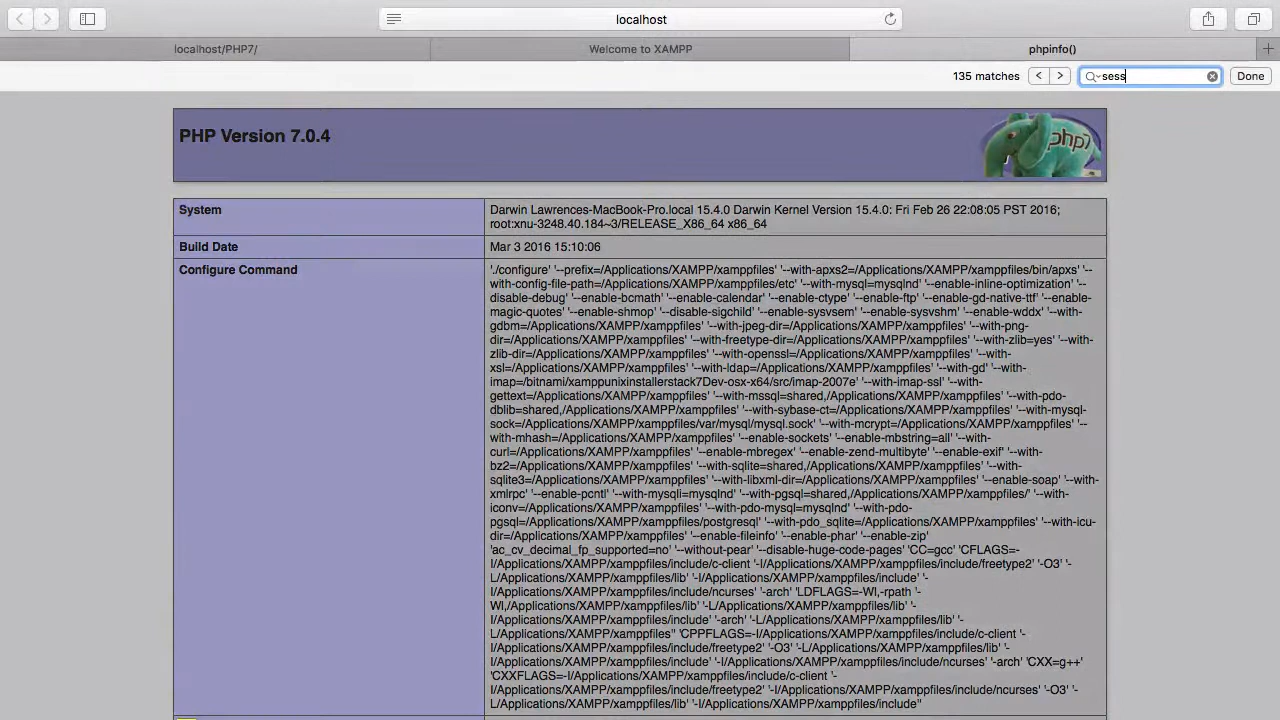 localhost
localhost/PHP7/
Welcome to XAMPP
phpinfo()
135 matches
sess
Done
PHP Version 7.0.4
php7
System
Darwin Lawrences-MacBook-Pro.local 15.4.0 Darwin Kernel Version 15.4.0: Fri Feb 26 22:08:05 PST 2016;
root:xnu-3248.40.184~3/RELEASE_X86_64 x86_64
Build Date
Mar 3 2016 15:10:06
Configure Command
'./configure' '--prefix=/Applications/XAMPP/xamppfiles' '--with-apxs2=/Applications/XAMPP/xamppfiles/bin/apxs' '--
with-config-file-path=/Applications/XAMPP/xamppfiles/etc' '--with-mysql=mysqlnd' '--enable-inline-optimization' '--
disable-debug' '--enable-bcmath' '--enable-calendar' '--enable-ctype' '--enable-ftp' '--enable-gd-native-ttf' '--enable-
magic-quotes' '--enable-shmop' '--disable-sigchild' '--enable-sysvsem' '--enable-sysvshm' '--enable-wddx' '--with-
gdbm=/Applications/XAMPP/xamppfiles' '--with-jpeg-dir=/Applications/XAMPP/xamppfiles' '--with-png-
dir=/Applications/XAMPP/xamppfiles' '--with-freetype-dir=/Applications/XAMPP/xamppfiles' '--with-zlib=yes' '--with-
zlib-dir=/Applications/XAMPP/xamppfiles' '--with-openssl=/Applications/XAMPP/xamppfiles' '--with-
xsl=/Applications/XAMPP/xamppfiles' '--with-ldap=/Applications/XAMPP/xamppfiles' '--with-gd' '--with-
imap=/bitnami/xamppunixinstallerstack7Dev-osx-x64/src/imap-2007e' '--with-imap-ssl' '--with-
gettext=/Applications/XAMPP/xamppfiles' '--with-mssql=shared,/Applications/XAMPP/xamppfiles' '--with-pdo-
dblib=shared,/Applications/XAMPP/xamppfiles' '--with-sybase-ct=/Applications/XAMPP/xamppfiles' '--with-mysql-
sock=/Applications/XAMPP/xamppfiles/var/mysql/mysql.sock' '--with-mcrypt=/Applications/XAMPP/xamppfiles' '--
with-mhash=/Applications/XAMPP/xamppfiles' '--enable-sockets' '--enable-mbstring=all' '--with-
curl=/Applications/XAMPP/xamppfiles' '--enable-mbregex' '--enable-zend-multibyte' '--enable-exif' '--with-
bz2=/Applications/XAMPP/xamppfiles' '--with-sqlite=shared,/Applications/XAMPP/xamppfiles' '--with-
sqlite3=/Applications/XAMPP/xamppfiles' '--with-libxml-dir=/Applications/XAMPP/xamppfiles' '--enable-soap' '--with-
xmlrpc' '--enable-pcntl' '--with-mysqli=mysqlnd' '--with-pgsql=shared,/Applications/XAMPP/xamppfiles/' '--with-
iconv=/Applications/XAMPP/xamppfiles' '--with-pdo-mysql=mysqlnd' '--with-pdo-
pgsql=/Applications/XAMPP/xamppfiles/postgresql' '--with-pdo_sqlite=/Applications/XAMPP/xamppfiles' '--with-icu-
dir=/Applications/XAMPP/xamppfiles' '--enable-fileinfo' '--enable-phar' '--enable-zip'
'ac_cv_decimal_fp_supported=no' '--without-pear' '--disable-huge-code-pages' 'CC=gcc' 'CFLAGS=-
I/Applications/XAMPP/xamppfiles/include/c-client' '-I/Applications/XAMPP/xamppfiles/include/freetype2' '-O3' '-
L/Applications/XAMPP/xamppfiles/lib' '-I/Applications/XAMPP/xamppfiles/include' '-
I/Applications/XAMPP/xamppfiles/include/ncurses' '-arch' 'LDFLAGS=-Wl,-rpath '-
Wl,/Applications/XAMPP/xamppfiles/lib' '-L/Applications/XAMPP/xamppfiles/lib' '-
I/Applications/XAMPP/xamppfiles/include' '-arch' '-L/Applications/XAMPP/xamppfiles/lib' '-
L/Applications/XAMPP/xamppfiles" 'CPPFLAGS=-I/Applications/XAMPP/xamppfiles/include/c-client '-
I/Applications/XAMPP/xamppfiles/include/freetype2' '-O3' '-L/Applications/XAMPP/xamppfiles/lib' '-
I/Applications/XAMPP/xamppfiles/include' '-I/Applications/XAMPP/xamppfiles/include/ncurses' '-arch' 'CXX=g++'
'CXXFLAGS=-I/Applications/XAMPP/xamppfiles/include/c-client '-
I/Applications/XAMPP/xamppfiles/include/freetype2' '-I/Applications/XAMPP/xamppfiles/include/ncurses' '-O3' '-
L/Applications/XAMPP/xamppfiles/lib' '-I/Applications/XAMPP/xamppfiles/include"